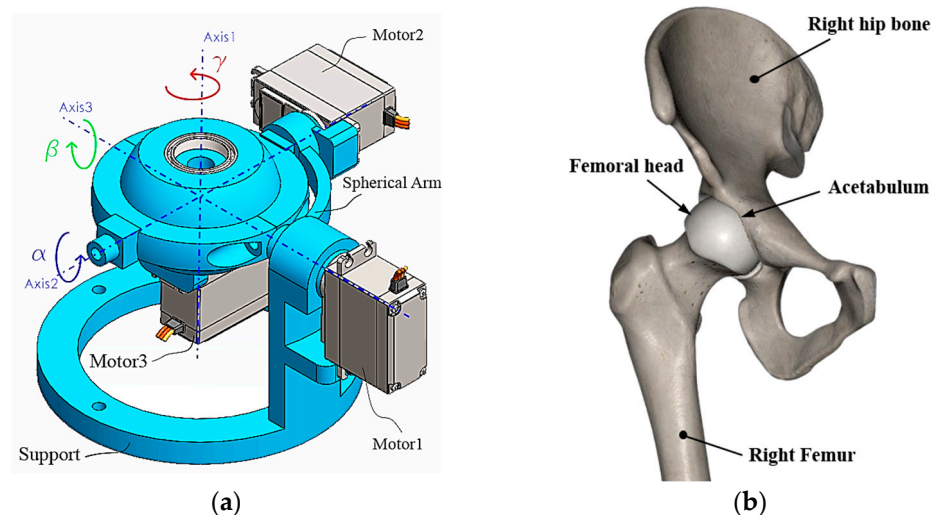 Axis1
Motor2
γ
Axis3
β
Spherical Arm
α
Axis2
Motor3
Motor1
Support
(a)
Right hip bone
Femoral head
Acetabulum
Right Femur
(b)